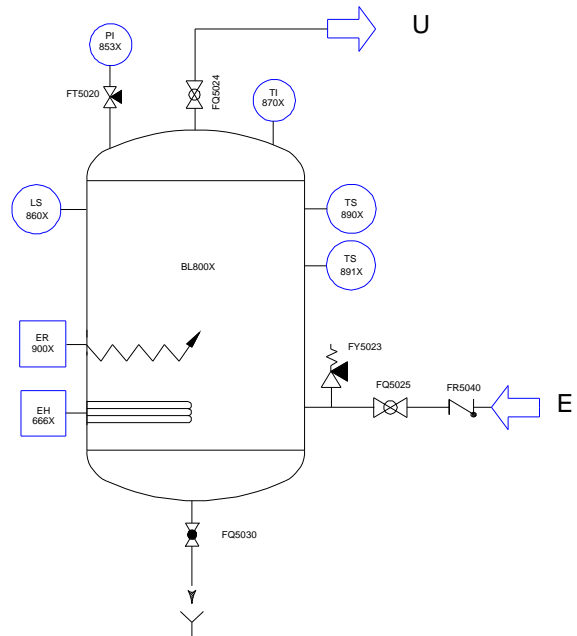 U
PI
853X
FT5020
FQ5024
TI
870X
LS
860X
TS
890X
BL800X
TS
891X
ER
900X
FY5023
EH
666X
FQ5025
FR5040
E
FQ5030